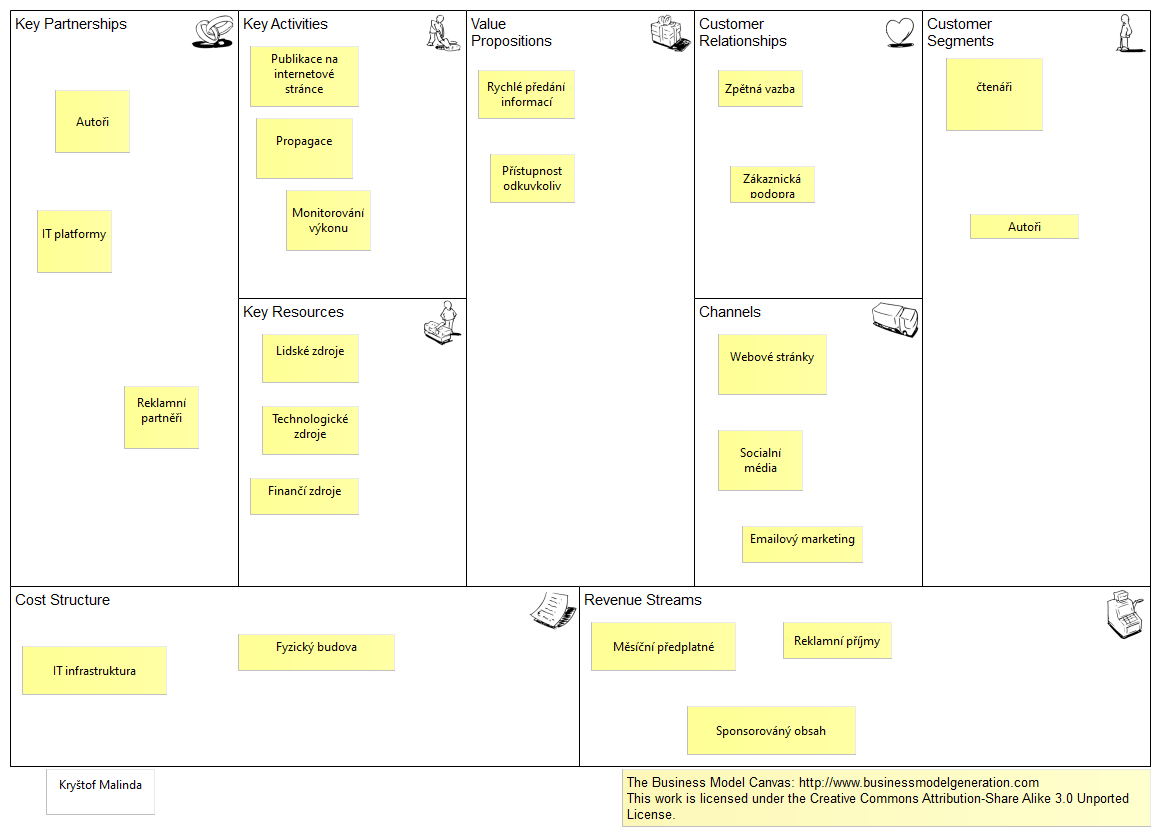 Key Partnerships
Autoři
IT platformy
Reklamní
partněři
Key Activities
Publikace na
internetové
stránce
Propagace
Monitorování
výkonu
Key Resources
Lidské zdroje
Technologické
zdroje
Finančí zdroje
Value
Propositions
Rychlé předání
informací
Přístupnost
odkuvkoliv
Customer
Relationships
Zpětná vazba
Zákaznická
podopra
Channels
Webové stránky
Socialní
média
Emailový marketing
Customer
Segments
čtenáři
Autoři
Cost Structure
IT infrastruktura
Fyzický budova
Revenue Streams
Měsíční předplatné
Reklamní příjmy
Sponsorováný obsah
Kryštof Malinda
The Business Model Canvas: http://www.businessmodelgeneration.com
This work is licensed under the Creative Commons Attribution-Share Alike 3.0 Unported
License.